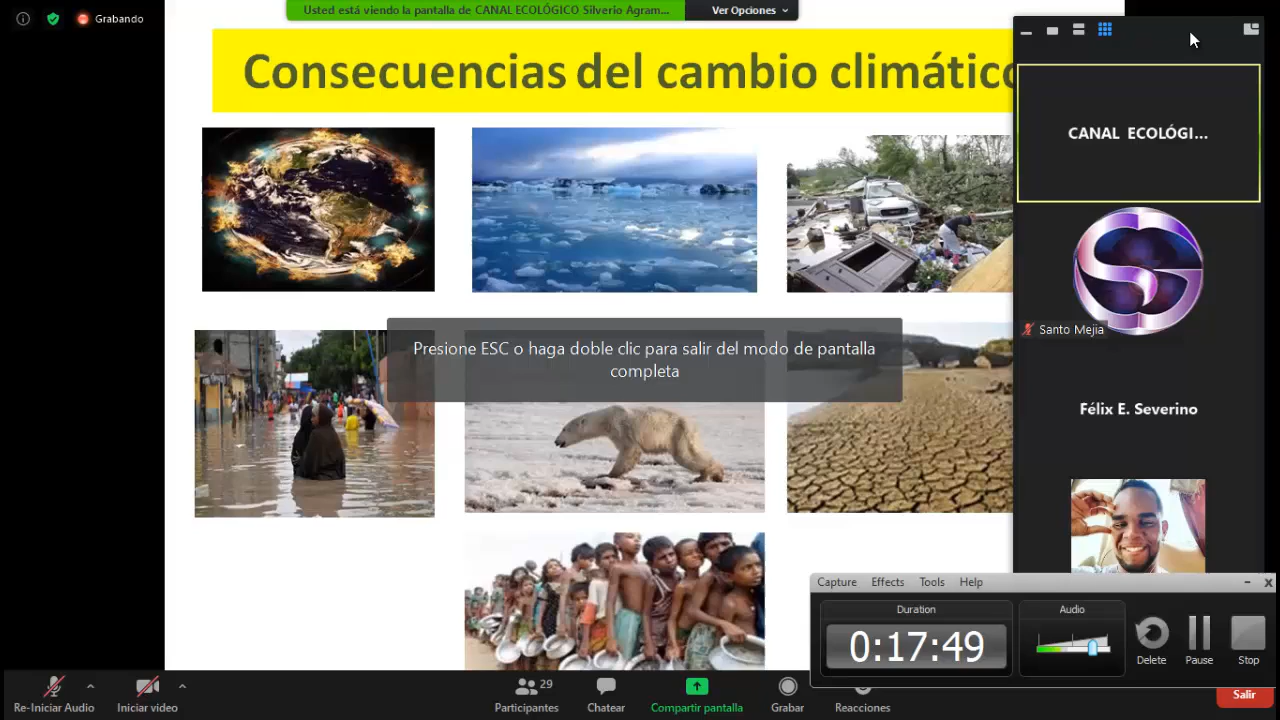 Grabando
Usted está viendo la pantalla de CANAL ECOLÓGICO Silverio Agram...
Ver Opciones
Consecuencias del cambio climático
CANAL ECOLÓGI...
Santo Mejia
Presione ESC o haga doble clic para salir del modo de pantalla
completa
Félix E. Severino
Capture Effects Tools Help
Duration
0:17:49
Audio
Delete
Pause
Stop
Re-Iniciar Audio
Iniciar video
29
Participantes
Chatear
Compartir pantalla
Grabar
Reacciones
Salir